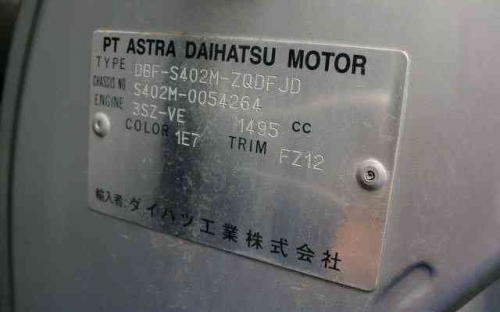 PT ASTRA DAIHATSU MOTOR
TYPE DBF-S402M-ZQDFJD
CHASSIS NO S402M-0054264
ENGINE 3SZ-VE 1495 CC
COLOR 1E7 TRIM FZ12
輸入者:ダイハツ工業株式会社